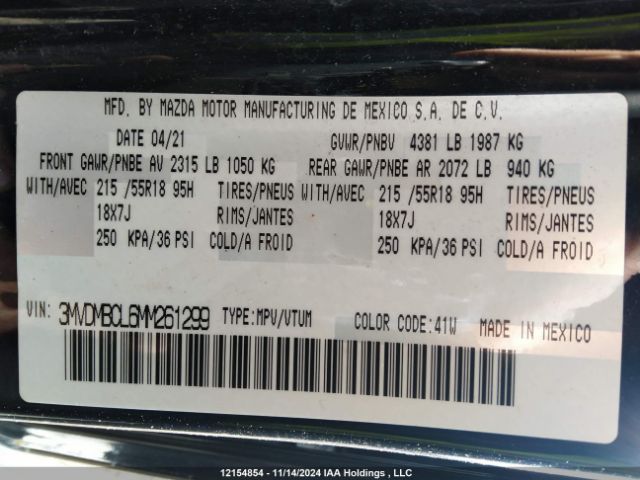 MFD. BY MAZDA MOTOR MANUFACTURING DE MEXICO S.A. DE C.V.
DATE 04/21 GVWR/PNBV 4381 LB 1987 KG
FRONT GAWR/PNBE AV 2315 LB 1050 KG REAR GAWR/PNBE AR 2072 LB 940 KG
WITH/AVEC 215 /55R18 95H TIRES/PNEUS WITH/AVEC 215 /55R18 95H TIRES/PNEUS
18X7J RIMS/JANTES 18X7J RIMS/JANTES
250 KPA/36 PSI COLD/A FROID 250 KPA/36 PSI COLD/A FROID
VIN: 3MVDMBCL6MM261299 TYPE:MPV/VTUM COLOR CODE:41W MADE IN MEXICO
12154854 - 11/14/2024 IAA Holdings , LLC